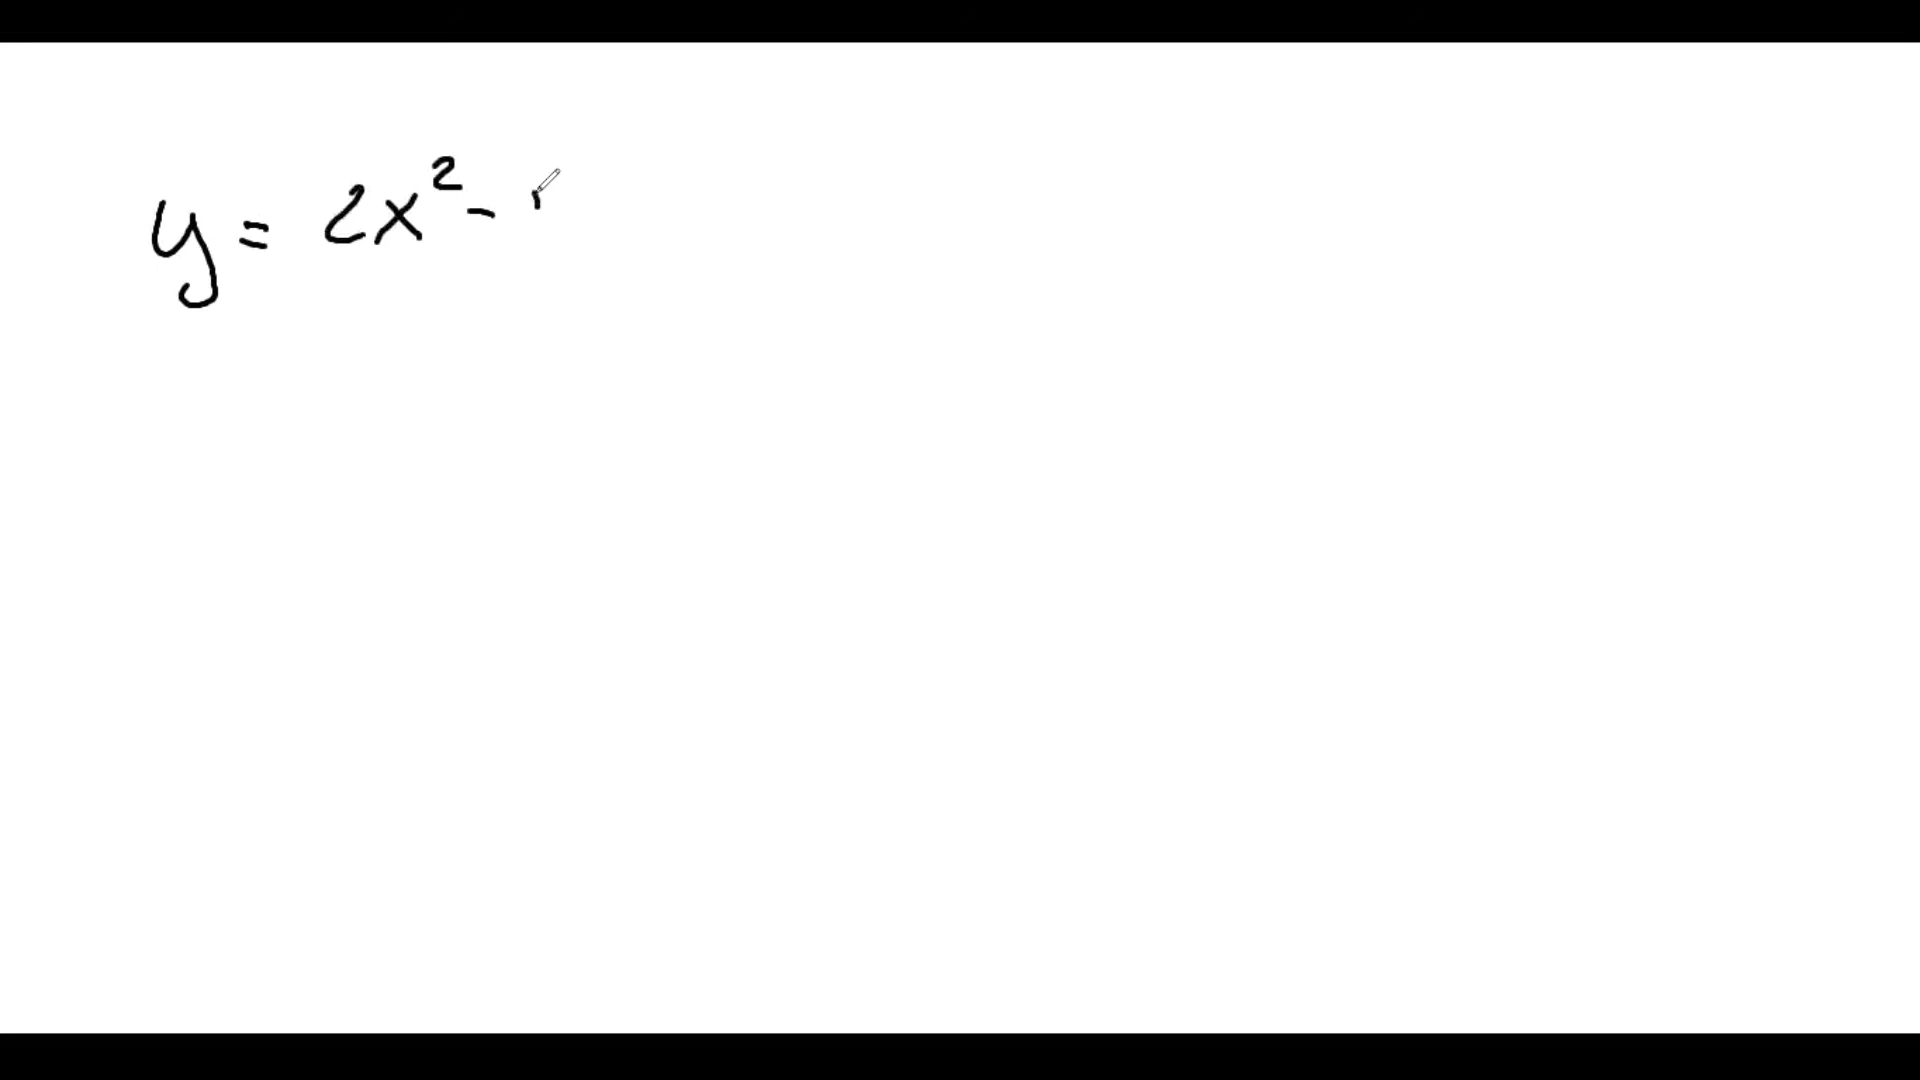 y = 2x² -